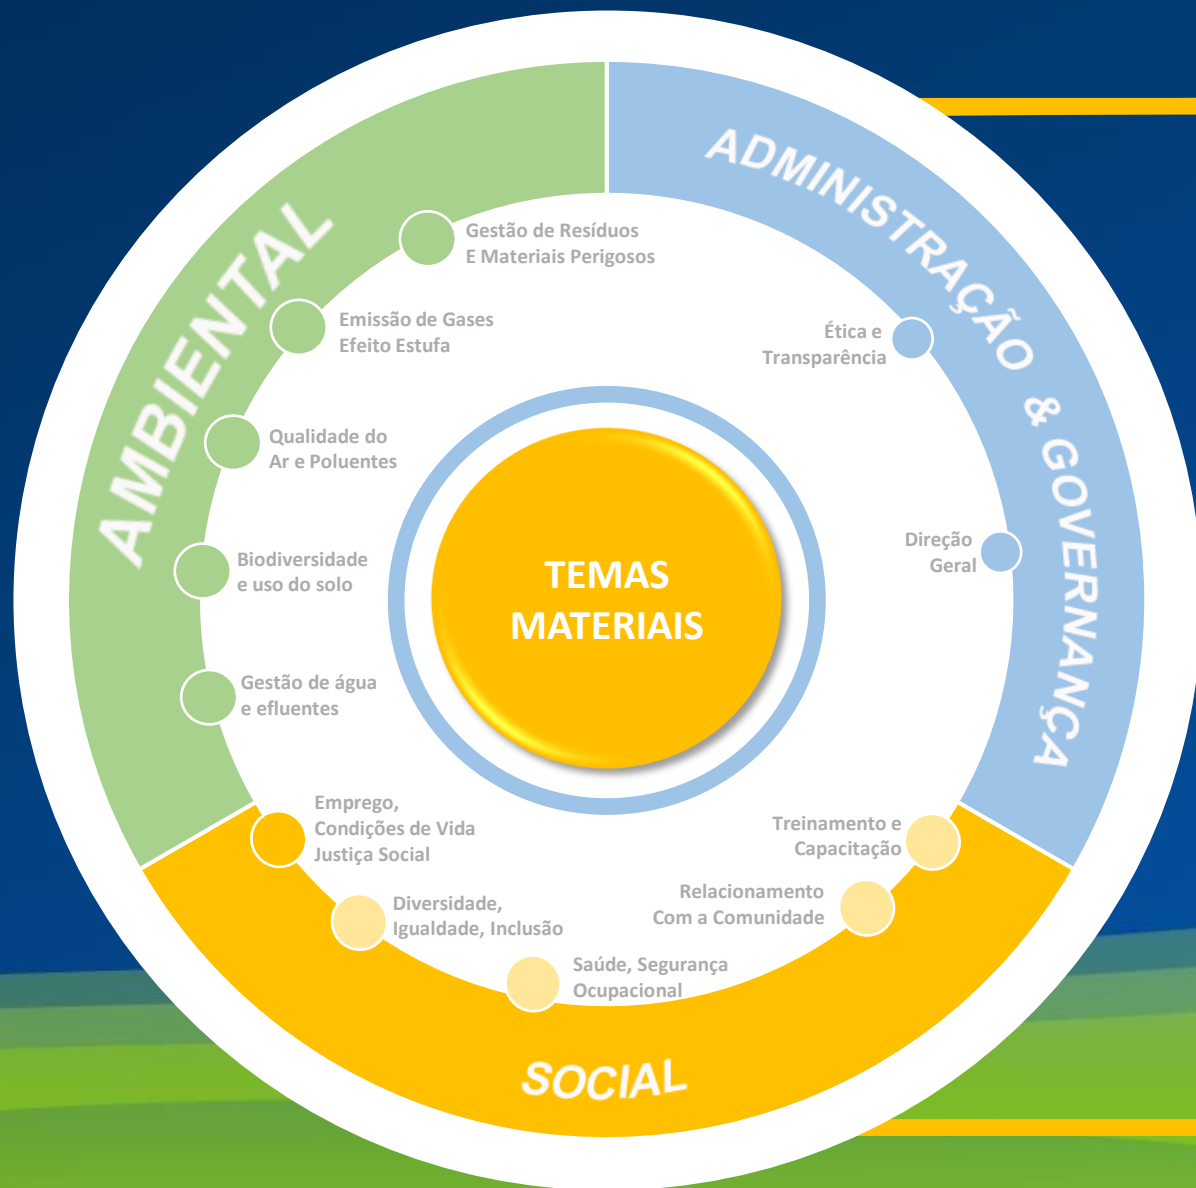 AMBIENTAL
Gestão de Resíduos
E Materiais Perigosos
Emissão de Gases
Efeito Estufa
Qualidade do
Ar e Poluentes
Biodiversidade
e uso do solo
Gestão de água
e efluentes
ADMINISTRAÇÃO & GOVERNANÇA
Ética e
Transparência
Direção
Geral
TEMAS
MATERIAIS
Emprego,
Condições de Vida
Justiça Social
Diversidade,
Igualdade, Inclusão
Saúde, Segurança
Ocupacional
Relacionamento
Com a Comunidade
Treinamento e
Capacitação
SOCIAL